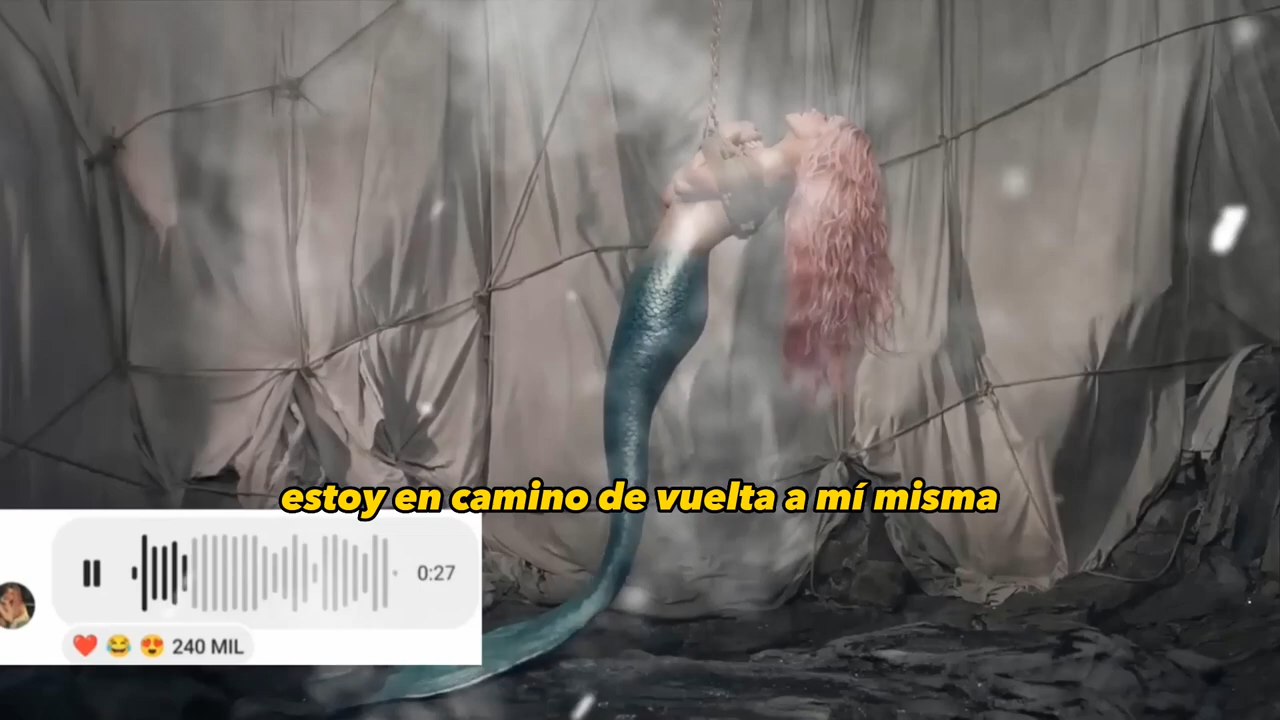 estoy en camino de vuelta a mí misma
0:27
❤️ 😂 😍 240 MIL